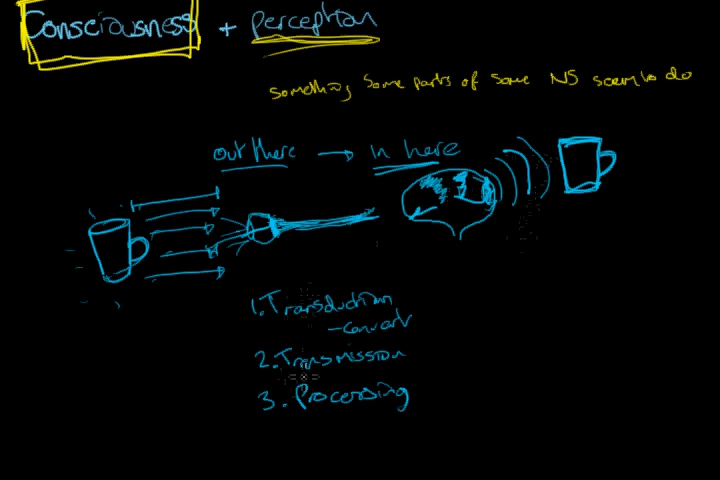 Consciousness + perception
something some parts of some NS seem to do
out there → in here
1. Transduction
- convert
2. Transmission
3. Processing